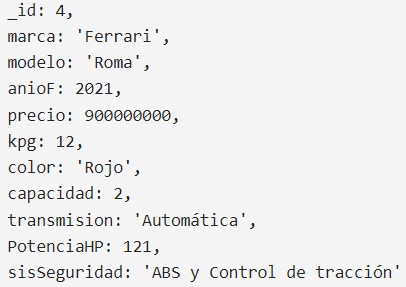 _id: 4,
marca: 'Ferrari',
modelo: 'Roma',
anioF: 2021,
precio: 900000000,
kpg: 12,
color: 'Rojo',
capacidad: 2,
transmision: 'Automática',
PotenciaHP: 121,
sisSeguridad: 'ABS y Control de tracción'